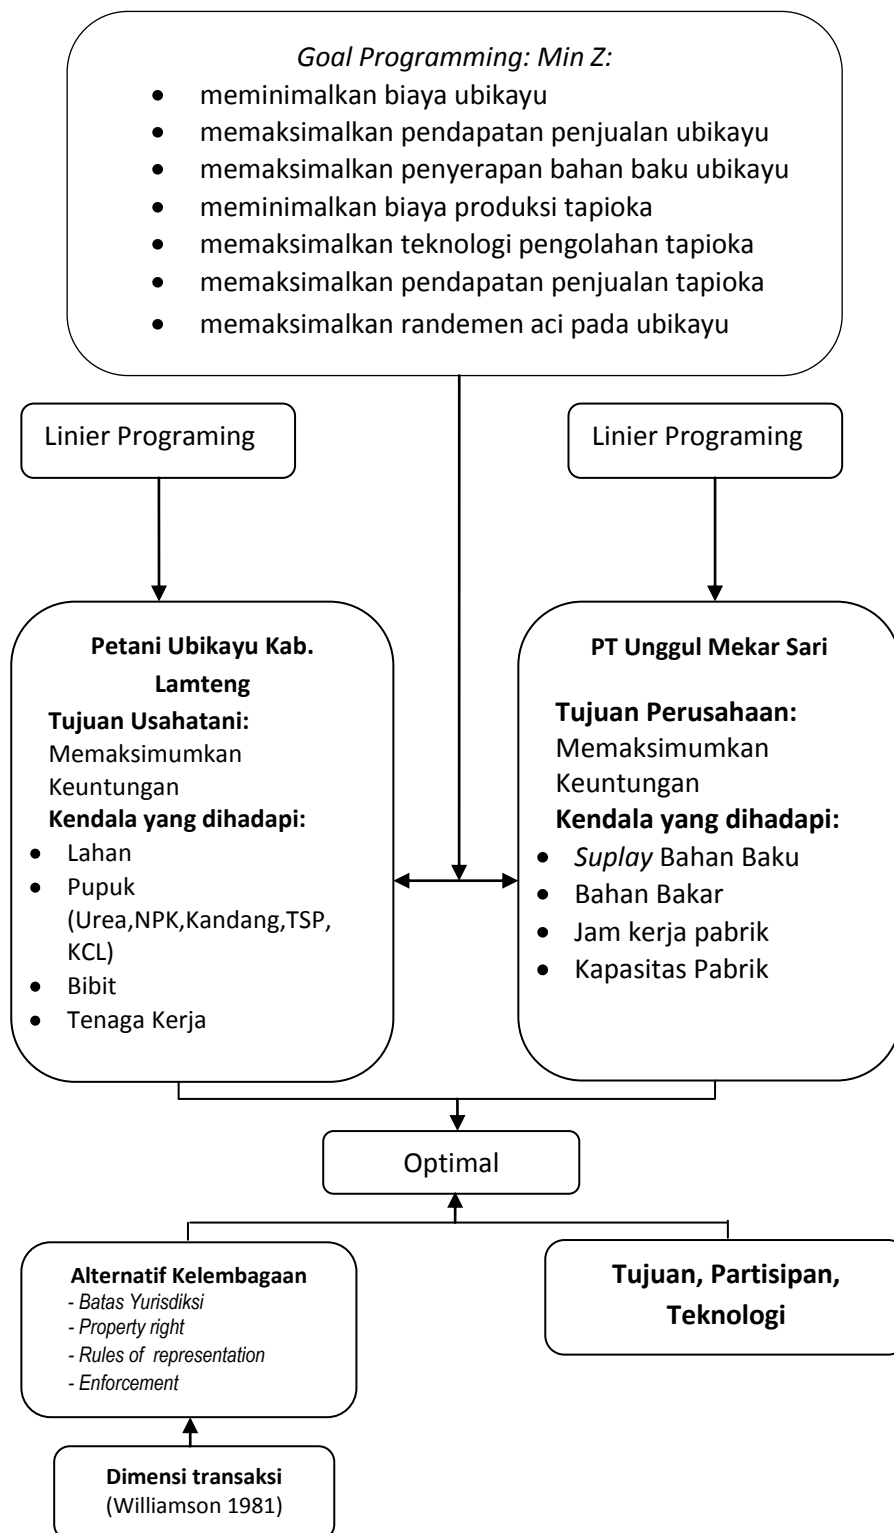 Goal Programming: Min Z:
• meminimalkan biaya ubikayu
• memaksimalkan pendapatan penjualan ubikayu
• memaksimalkan penyerapan bahan baku ubikayu
• meminimalkan biaya produksi tapioka
• memaksimalkan teknologi pengolahan tapioka
• memaksimalkan pendapatan penjualan tapioka
• memaksimalkan randemen aci pada ubikayu
Linier Programing
Linier Programing
Petani Ubikayu Kab.
Lamteng
Tujuan Usahatani:
Memaksimumkan
Keuntungan
Kendala yang dihadapi:
• Lahan
• Pupuk
(Urea,NPK,Kandang,TSP,
KCL)
• Bibit
• Tenaga Kerja
PT Unggul Mekar Sari
Tujuan Perusahaan:
Memaksimumkan
Keuntungan
Kendala yang dihadapi:
• Suplay Bahan Baku
• Bahan Bakar
• Jam kerja pabrik
• Kapasitas Pabrik
Optimal
Alternatif Kelembagaan
- Batas Yurisdiksi
- Property right
- Rules of representation
- Enforcement
Tujuan, Partisipan,
Teknologi
Dimensi transaksi
(Williamson 1981)